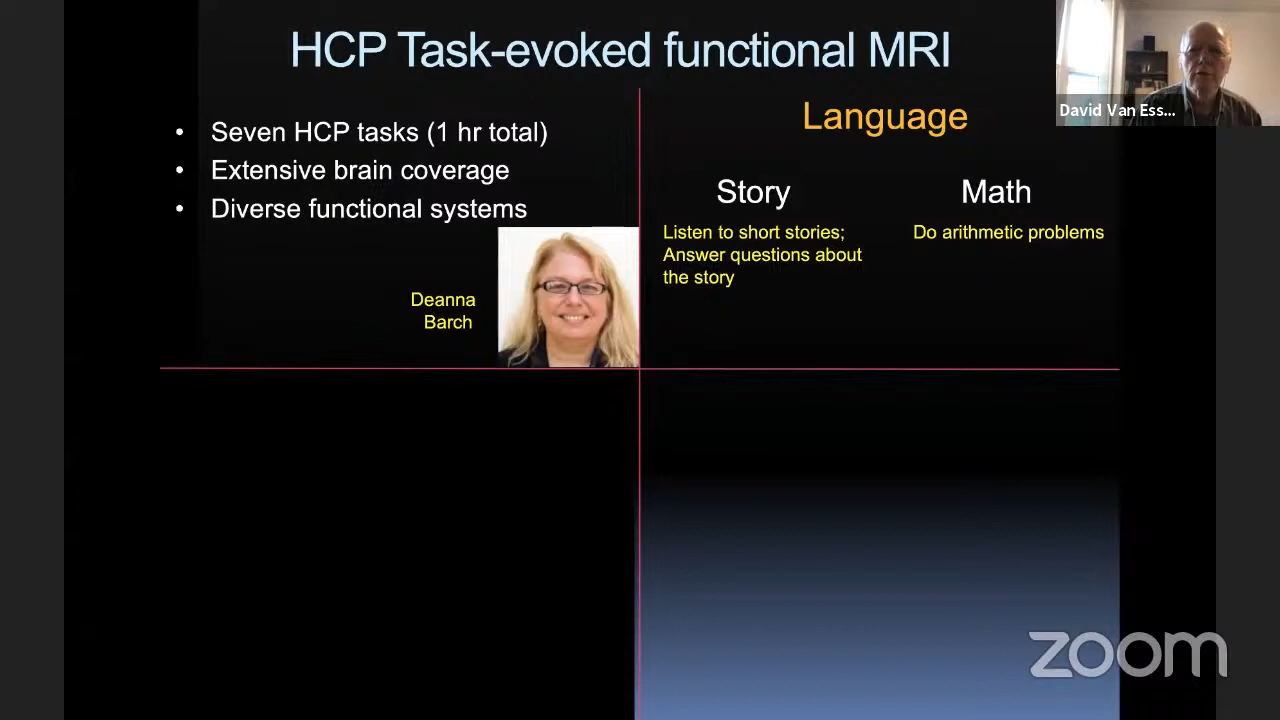 HCP Task-evoked functional MRI
David Van Ess...
• Seven HCP tasks (1 hr total)
• Extensive brain coverage
• Diverse functional systems
Deanna
Barch
Language
Story
Listen to short stories;
Answer questions about
the story
Math
Do arithmetic problems
zoom